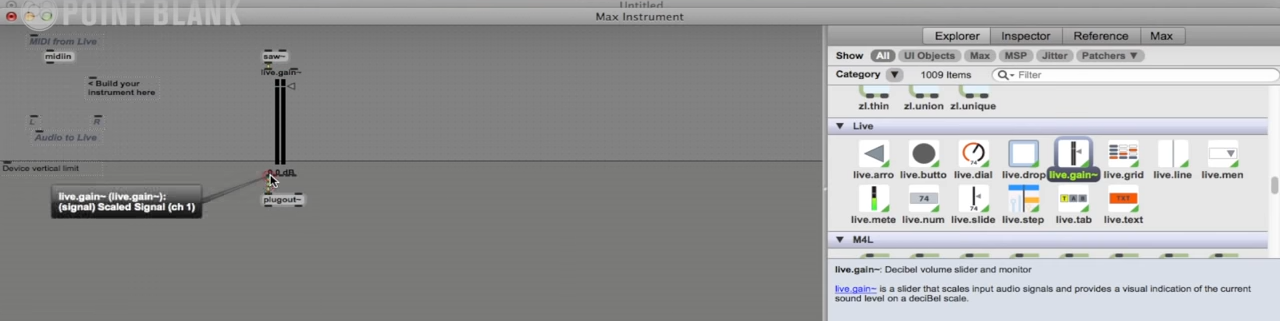 Untitled
Max Instrument
POINT BLANK
MIDI from Live
midiin
< Build your
instrument here
L R
Audio to Live
Device vertical limit
saw~
live.gain~
plugout~
live.gain~ (live.gain~):
(signal) Scaled Signal (ch 1)
Explorer Inspector Reference Max
Show All UI Objects Max MSP Jitter Patchers ▼
Category ▼ 1009 Items Filter
zl.thin zl.union zl.unique
Live
live.arro live.butto live.dial live.drop live.gain~ live.grid live.line live.men
live.mete live.num live.slide live.step live.tab live.text
M4L
live.gain~: Decibel volume slider and monitor
live.gain~ is a slider that scales input audio signals and provides a visual indication of the current
sound level on a deciBel scale.